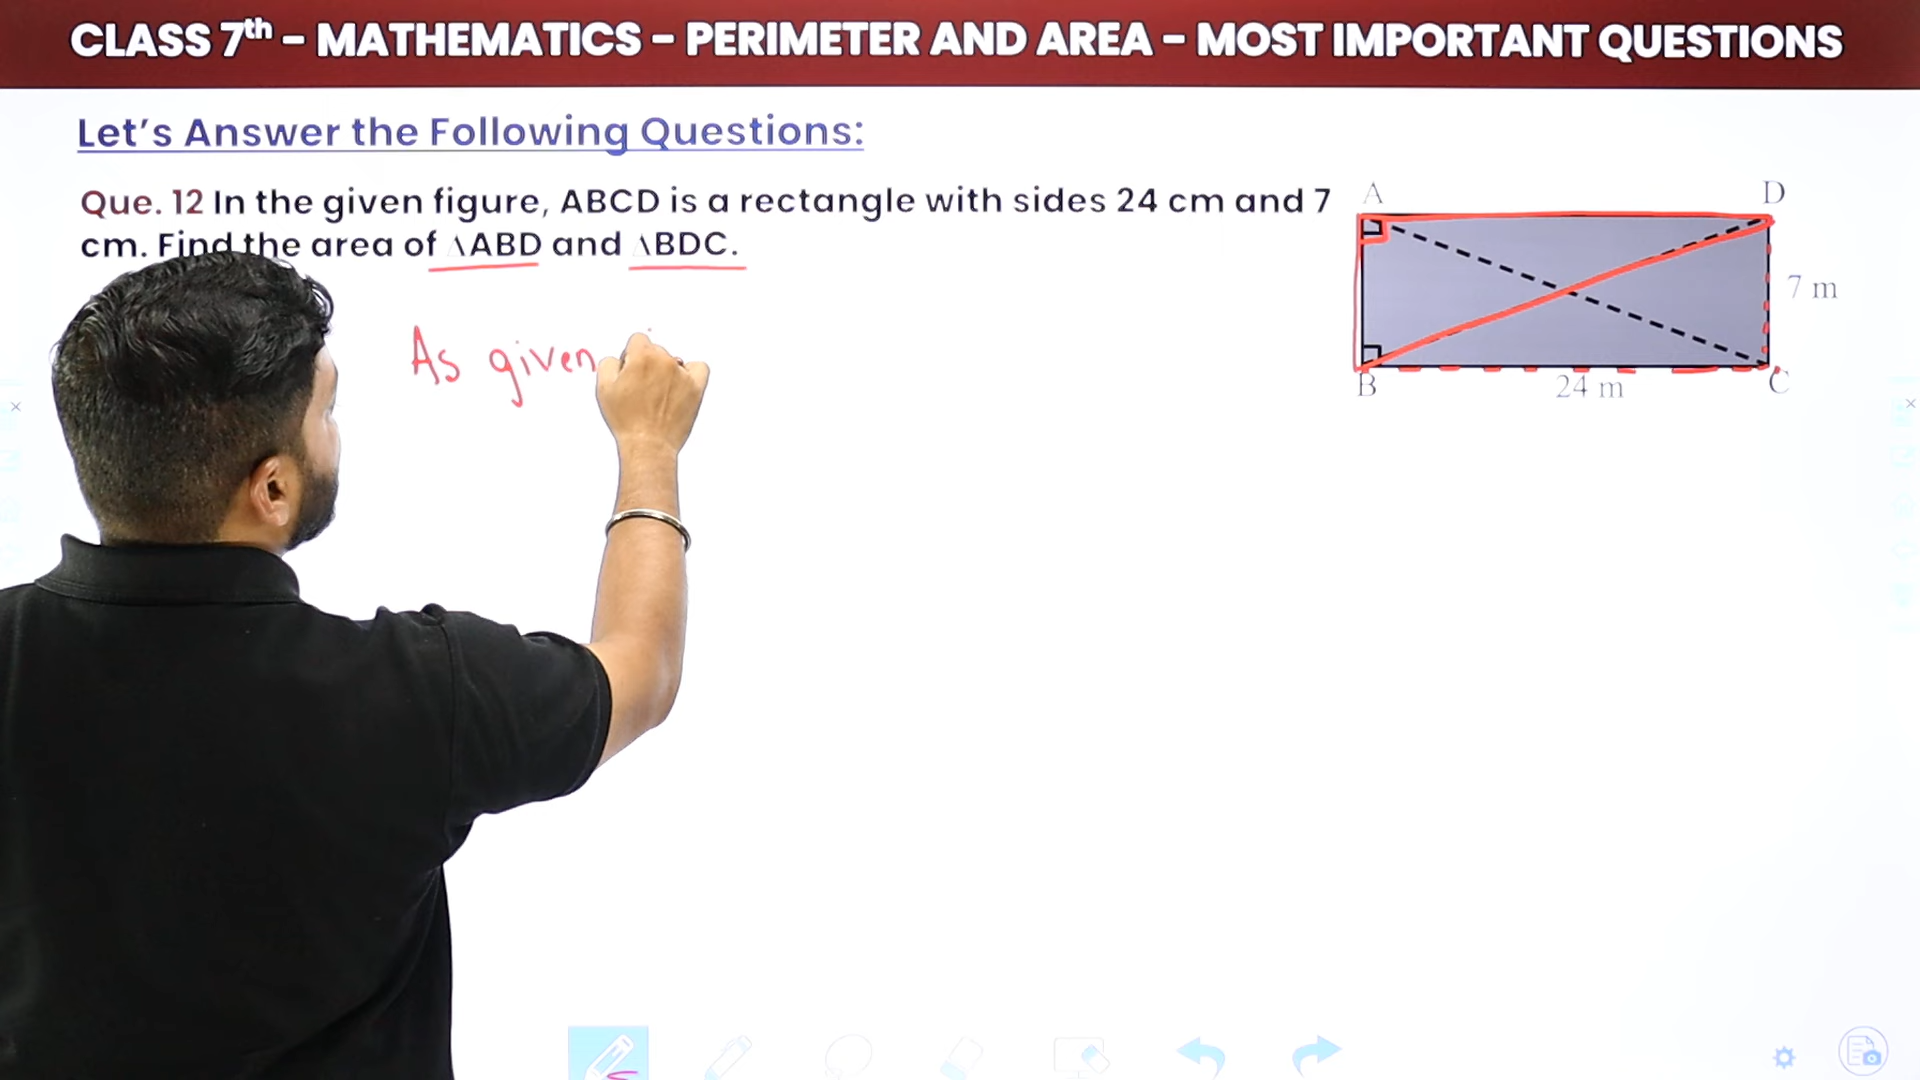 CLASS 7th – MATHEMATICS – PERIMETER AND AREA – MOST IMPORTANT QUESTIONS
Let's Answer the Following Questions:
Que. 12 In the given figure, ABCD is a rectangle with sides 24 cm and 7
cm. Find the area of △ABD and △BDC.
A
D
7 m
B
24 m
C
As given